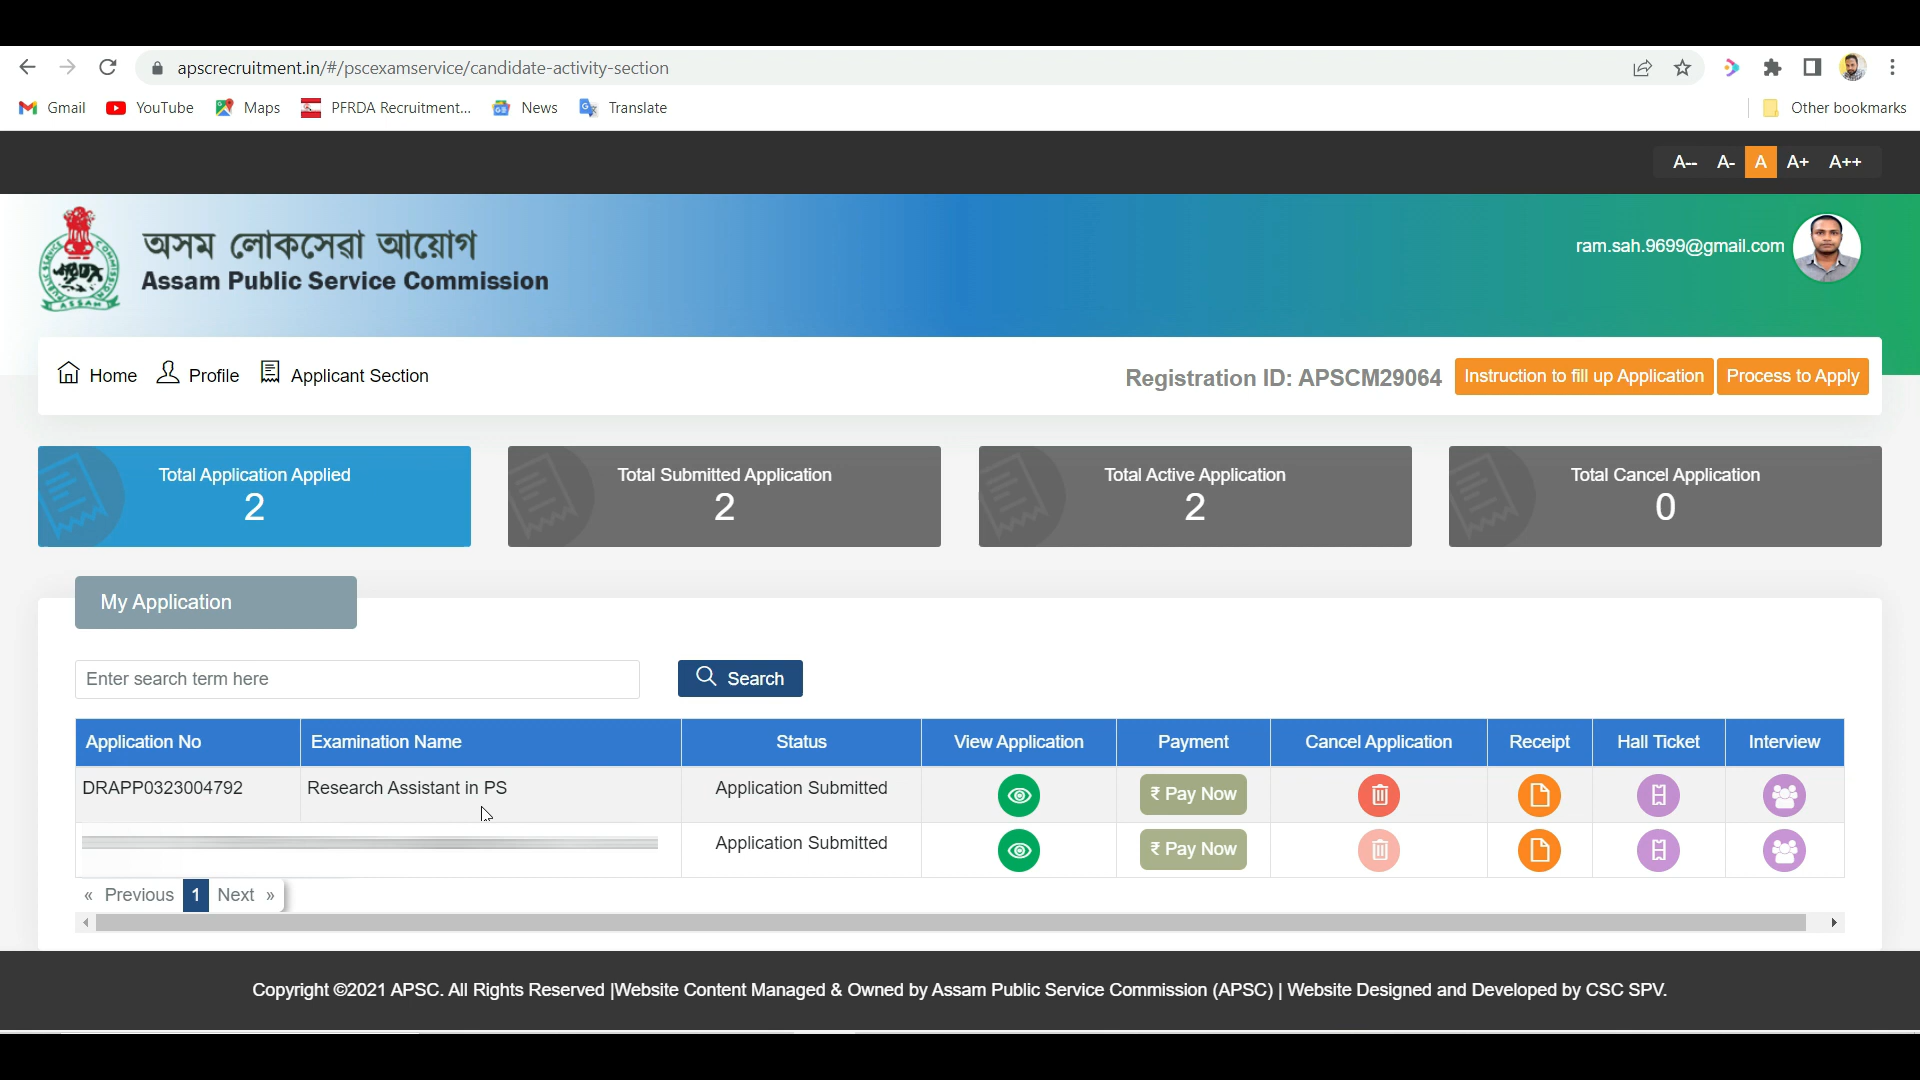 apscrecruitment.in/#/pscexamservice/candidate-activity-section
Gmail YouTube Maps PFRDA Recruitment... News Translate Other bookmarks
A-- A- A A+ A++
অসম লোকসেৱা আয়োগ
Assam Public Service Commission
ram.sah.9699@gmail.com
Home Profile Applicant Section Registration ID: APSCM29064 Instruction to fill up Application Process to Apply
Total Application Applied Total Submitted Application Total Active Application Total Cancel Application
2 2 2 0
My Application
Enter search term here Search
Application No Examination Name Status View Application Payment Cancel Application Receipt Hall Ticket Interview
DRAPP0323004792 Research Assistant in PS Application Submitted ₹ Pay Now
Application Submitted ₹ Pay Now
« Previous 1 Next »
Copyright ©2021 APSC. All Rights Reserved |Website Content Managed & Owned by Assam Public Service Commission (APSC) | Website Designed and Developed by CSC SPV.